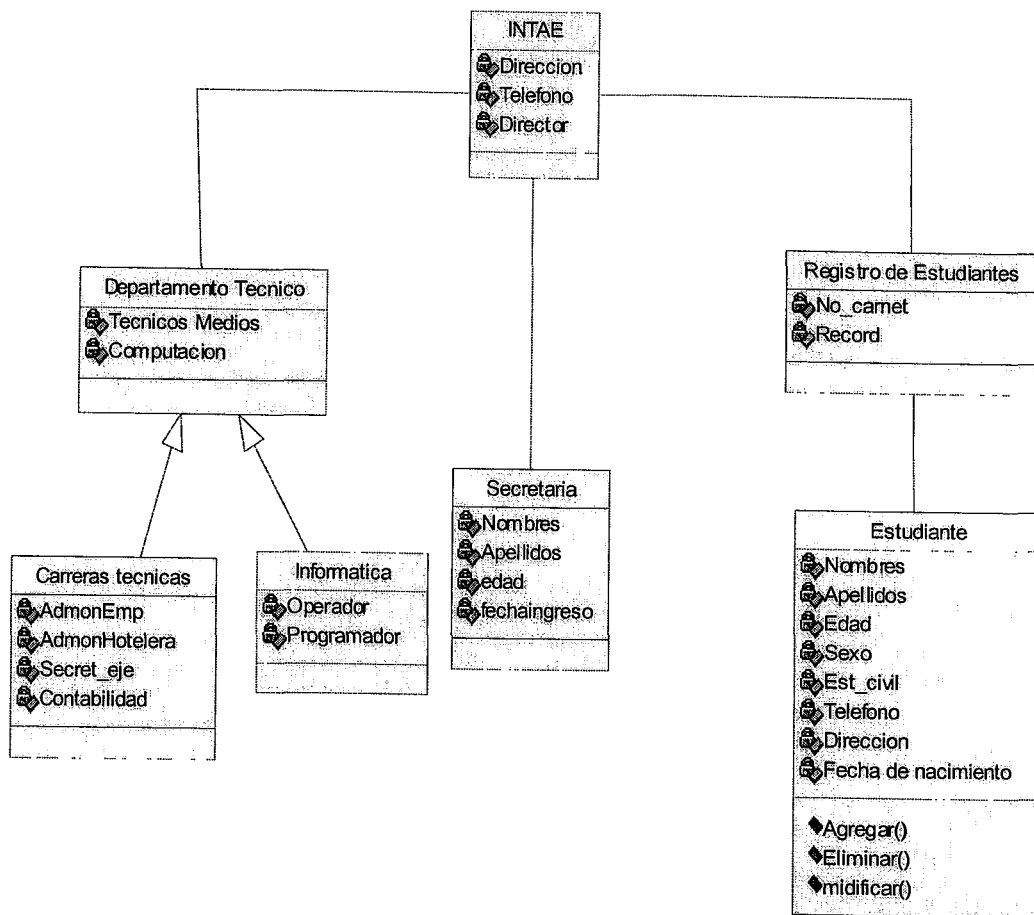 INTAE
Direccion
Telefono
Director
Departamento Tecnico
Tecnicos Medios
Computacion
Registro de Estudiantes
No_carnet
Record
Carreras tecnicas
AdmonEmp
AdmonHotelera
Secret_eje
Contabilidad
Informatica
Operador
Programador
Secretaria
Nombres
Apellidos
edad
fechaingreso
Estudiante
Nombres
Apellidos
Edad
Sexo
Est_civil
Telefono
Direccion
Fecha de nacimiento
Agregar()
Eliminar()
midificar()